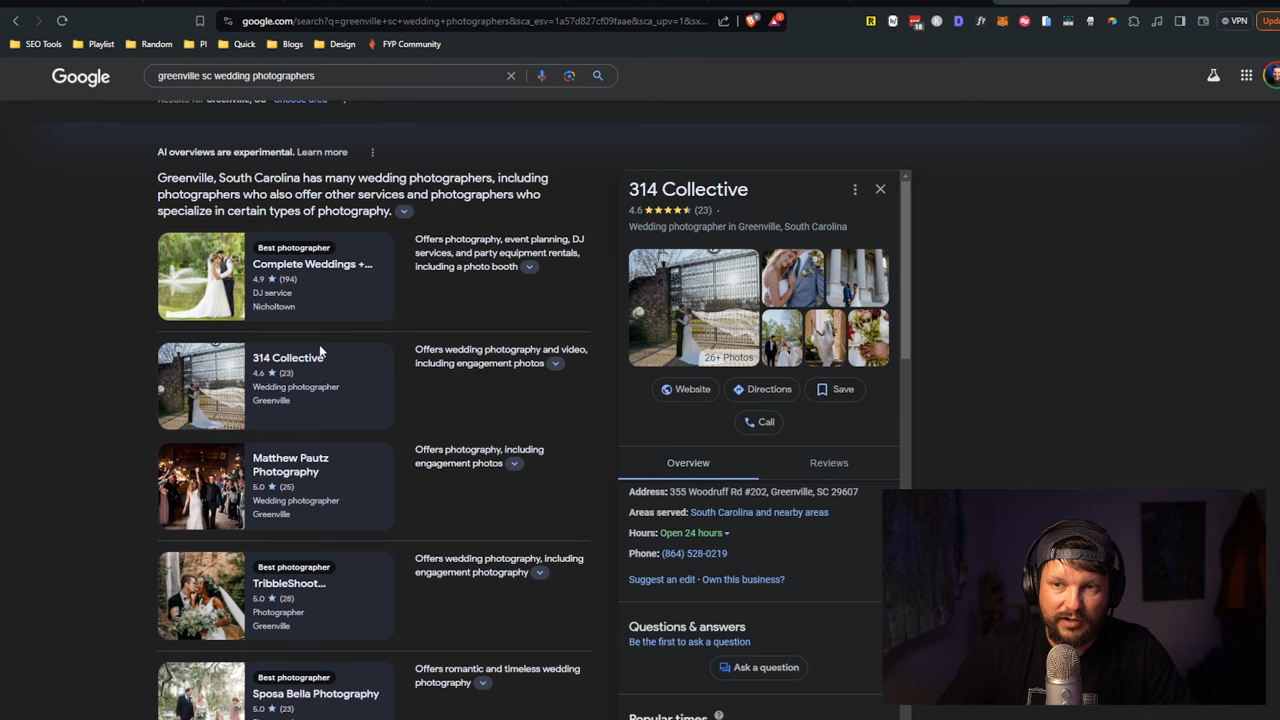 google.com/search?q=greenville+sc+wedding+photographers&sca_esv=1a57d827cf09faae&sca_upv=1&sx...
VPN
SEO Tools
Playlist
Random
PI
Quick
Blogs
Design
FYP Community
Google
greenville sc wedding photographers
AI overviews are experimental. Learn more
Greenville, South Carolina has many wedding photographers, including
photographers who also offer other services and photographers who
specialize in certain types of photography.
Best photographer
Complete Weddings +...
4.9 ★ (194)
DJ service
Nicholtown
Offers photography, event planning, DJ
services, and party equipment rentals,
including a photo booth
314 Collective
4.6 ★ (23)
Wedding photographer
Greenville
Offers wedding photography and video,
including engagement photos
Matthew Pautz
Photography
5.0 ★ (25)
Wedding photographer
Greenville
Offers photography, including
engagement photos
Best photographer
TribbleShoot...
5.0 ★ (28)
Photographer
Greenville
Offers wedding photography, including
engagement photography
Best photographer
Sposa Bella Photography
5.0 ★ (23)
Offers romantic and timeless wedding
photography
314 Collective
4.6 ★★★★★ (23) ·
Wedding photographer in Greenville, South Carolina
26+ Photos
Website
Directions
Save
Call
Overview
Reviews
Address: 355 Woodruff Rd #202, Greenville, SC 29607
Areas served: South Carolina and nearby areas
Hours: Open 24 hours
Phone: (864) 528-0219
Suggest an edit · Own this business?
Questions & answers
Be the first to ask a question
Ask a question
Popular times